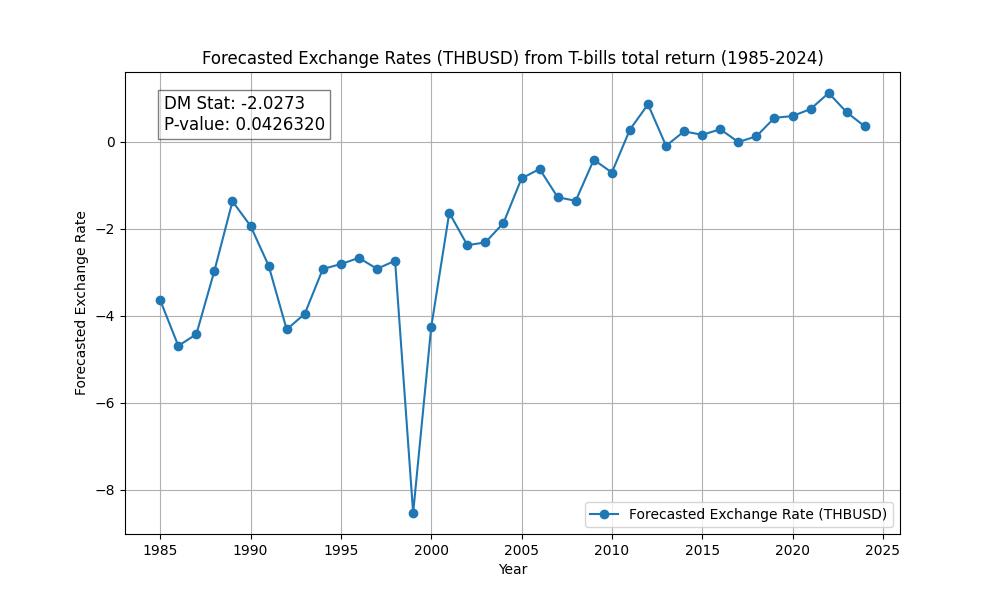 Forecasted Exchange Rates (THBUSD) from T-bills total return (1985-2024)
DM Stat: -2.0273
P-value: 0.0426320
Forecasted Exchange Rate
0
−2
−4
−6
−8
Forecasted Exchange Rate (THBUSD)
1985 1990 1995 2000 2005 2010 2015 2020 2025
Year